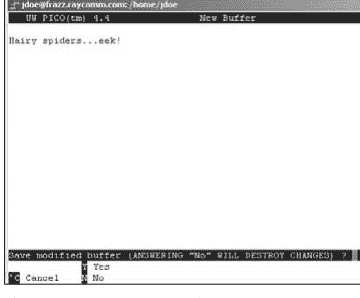 jdoe@frazz.raycomm.com: /home/jdoe
UW PICO(tm) 4.4 New Buffer
Hairy spiders...eek!
Save modified buffer (ANSWERING "No" WILL DESTROY CHANGES) ?
Y Yes
^C Cancel N No